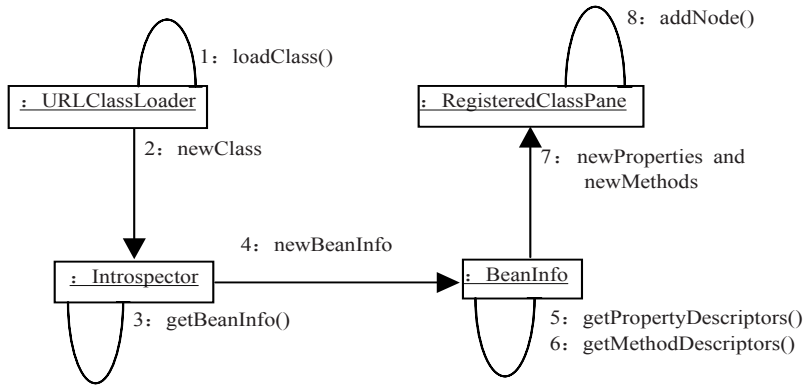 8：addNode()
1：loadClass()
：URLClassLoader
：RegisteredClassPane
2：newClass
7：newProperties and
newMethods
4：newBeanInfo
：Introspector
：BeanInfo
3：getBeanInfo()
5：getPropertyDescriptors()
6：getMethodDescriptors()